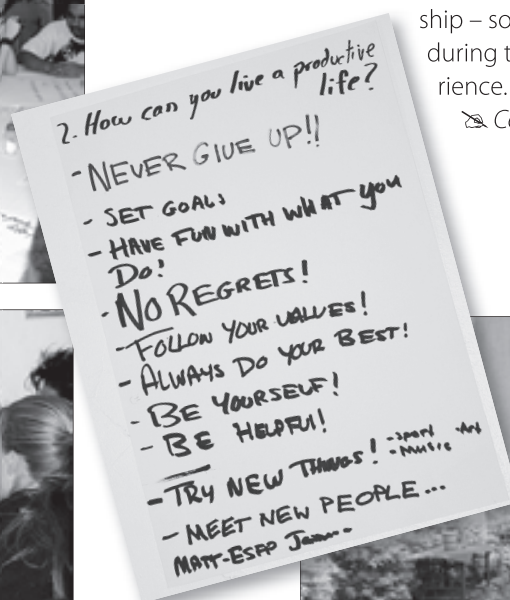 ship – so
during t
rience.
Co
2. How can you live a productive
life?
- NEVER GIVE UP!!
- SET GOALS
- HAVE FUN WITH WHAT YOU
DO!
- NO REGRETS!
- FOLLOW YOUR VALUES!
- ALWAYS DO YOUR BEST!
- BE YOURSELF!
- BE HELPFUl!
- TRY NEW THINGS! - Sport - Art
- Music
- MEET NEW PEOPLE...
MATT-